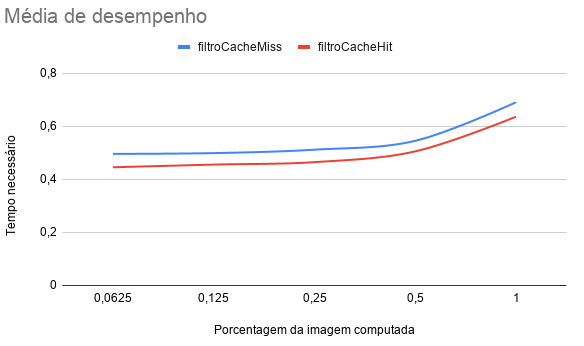 Média de desempenho
filtroCacheMiss filtroCacheHit
0,8
0,6
0,4
0,2
0
Tempo necessário
0,0625 0,125 0,25 0,5 1
Porcentagem da imagem computada